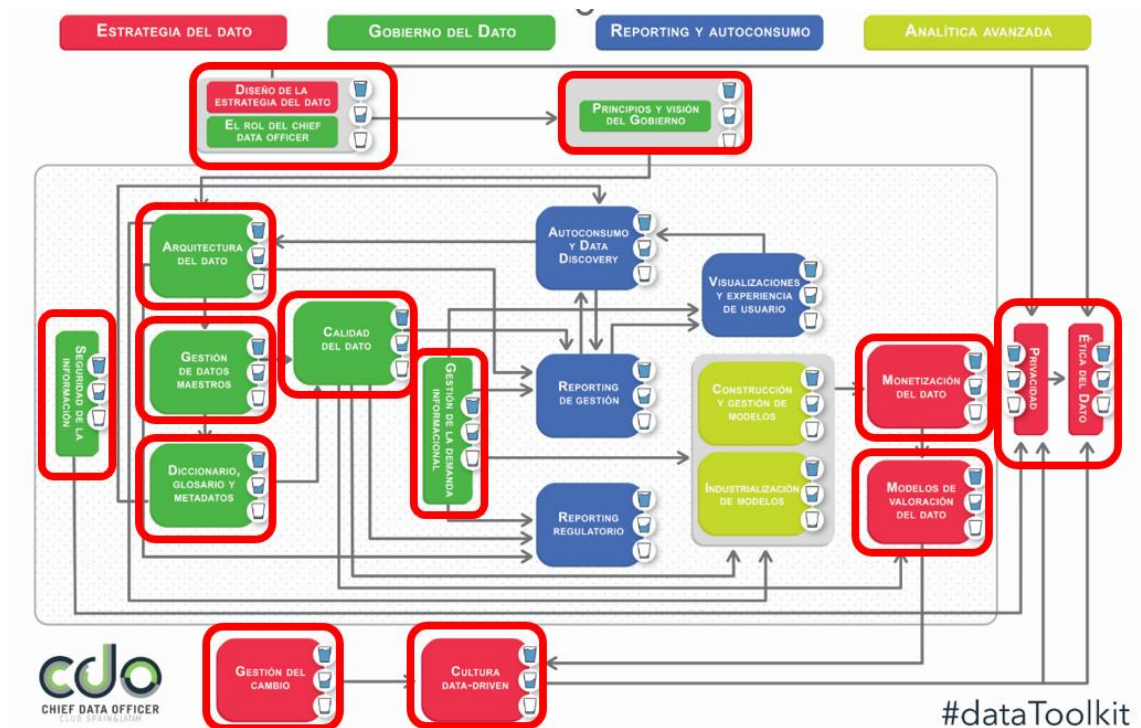 ESTRATEGIA DEL DATO
GOBIERNO DEL DATO
REPORTING Y AUTOCONSUMO
ANALÍTICA AVANZADA
DISEÑO DE LA
ESTRATEGIA DEL DATO
EL ROL DEL CHIEF
DATA OFFICER
PRINCIPIOS Y VISIÓN
DEL GOBIERNO
ARQUITECTURA
DEL DATO
AUTOCONSUMO
Y DATA
DISCOVERY
VISUALIZACIONES
Y EXPERIENCIA
DE USUARIO
SEGURIDAD DE LA
INFORMACIÓN
GESTIÓN
DE DATOS
MAESTROS
CALIDAD
DEL DATO
GESTIÓN DE LA DEMANDA
INFORMACIONAL
REPORTING
DE GESTIÓN
CONSTRUCCIÓN
Y GESTIÓN DE
MODELOS
MONETIZACIÓN
DEL DATO
PRIVACIDAD
ÉTICA DEL DATO
DICCIONARIO,
GLOSARIO Y
METADATOS
REPORTING
REGULATORIO
INDUSTRIALIZACIÓN
DE MODELOS
MODELOS DE
VALORACIÓN
DEL DATO
GESTIÓN DEL
CAMBIO
CULTURA
DATA-DRIVEN
cdo
CHIEF DATA OFFICER
CLUB SPAIN&LATAM
#dataToolkit